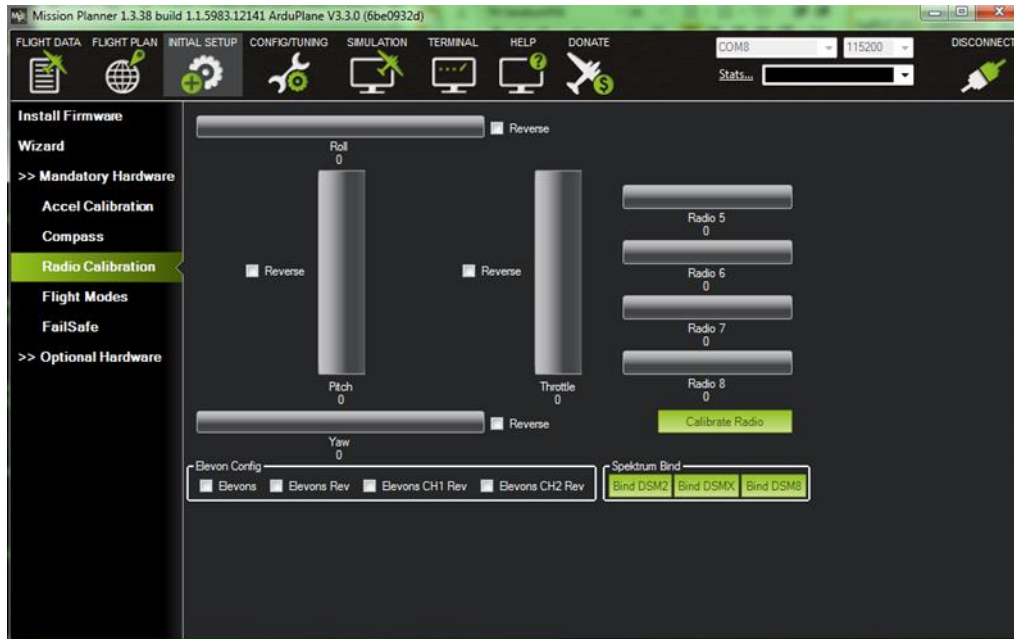 Mission Planner 1.3.38 build 1.1.5983.12141 ArduPlane V3.3.0 (6be0932d)
FLIGHT DATA FLIGHT PLAN INITIAL SETUP CONFIG/TUNING SIMULATION TERMINAL HELP DONATE COM8 115200 DISCONNECT
Stats...
Install Firmware
Wizard
>> Mandatory Hardware
Accel Calibration
Compass
Radio Calibration
Flight Modes
FailSafe
>> Optional Hardware
Reverse
Roll
0
Reverse
Pitch
0
Reverse
Throttle
0
Reverse
Yaw
0
Radio 5
0
Radio 6
0
Radio 7
0
Radio 8
0
Calibrate Radio
Elevon Config
Elevons Elevons Rev Elevons CH1 Rev Elevons CH2 Rev
Spektrum Bind
Bind DSM2 Bind DSMX Bind DSM8